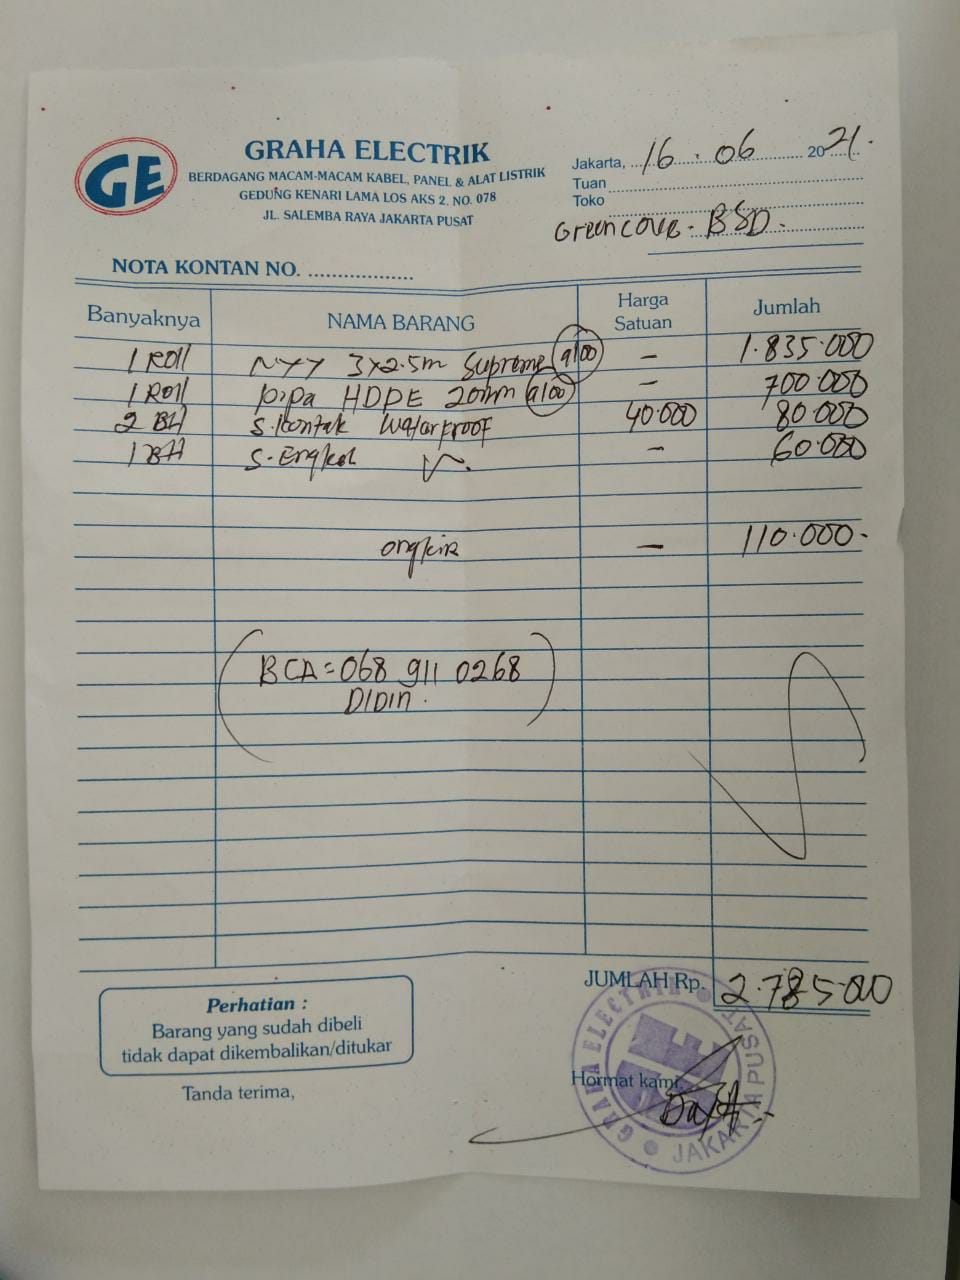 GE
GRAHA ELECTRIK
BERDAGANG MACAM-MACAM KABEL, PANEL & ALAT LISTRIK
GEDUNG KENARI LAMA LOS AKS 2. NO. 078
JL. SALEMBA RAYA JAKARTA PUSAT
Jakarta, 16 . 06 2021.
Tuan
Toko
Greencove. BSD.
NOTA KONTAN NO.
Banyaknya NAMA BARANG Harga Satuan Jumlah
1 Roll NYY 3x2.5m Supreme @100 - 1.835.000
1 Roll pipa HDPE 20mm @100 - 700.000
2 BH S.Kontak Waterproof 40.000 80.000
1 BH S.Engkel - 60.000
ongkir - 110.000.
BCA = 068 911 0268
DIDIN.
JUMLAH Rp. 2.785.000
Perhatian :
Barang yang sudah dibeli
tidak dapat dikembalikan/ditukar
Tanda terima,
Hormat kami,
GRAHA ELECTRIK
JAKARTA PUSAT